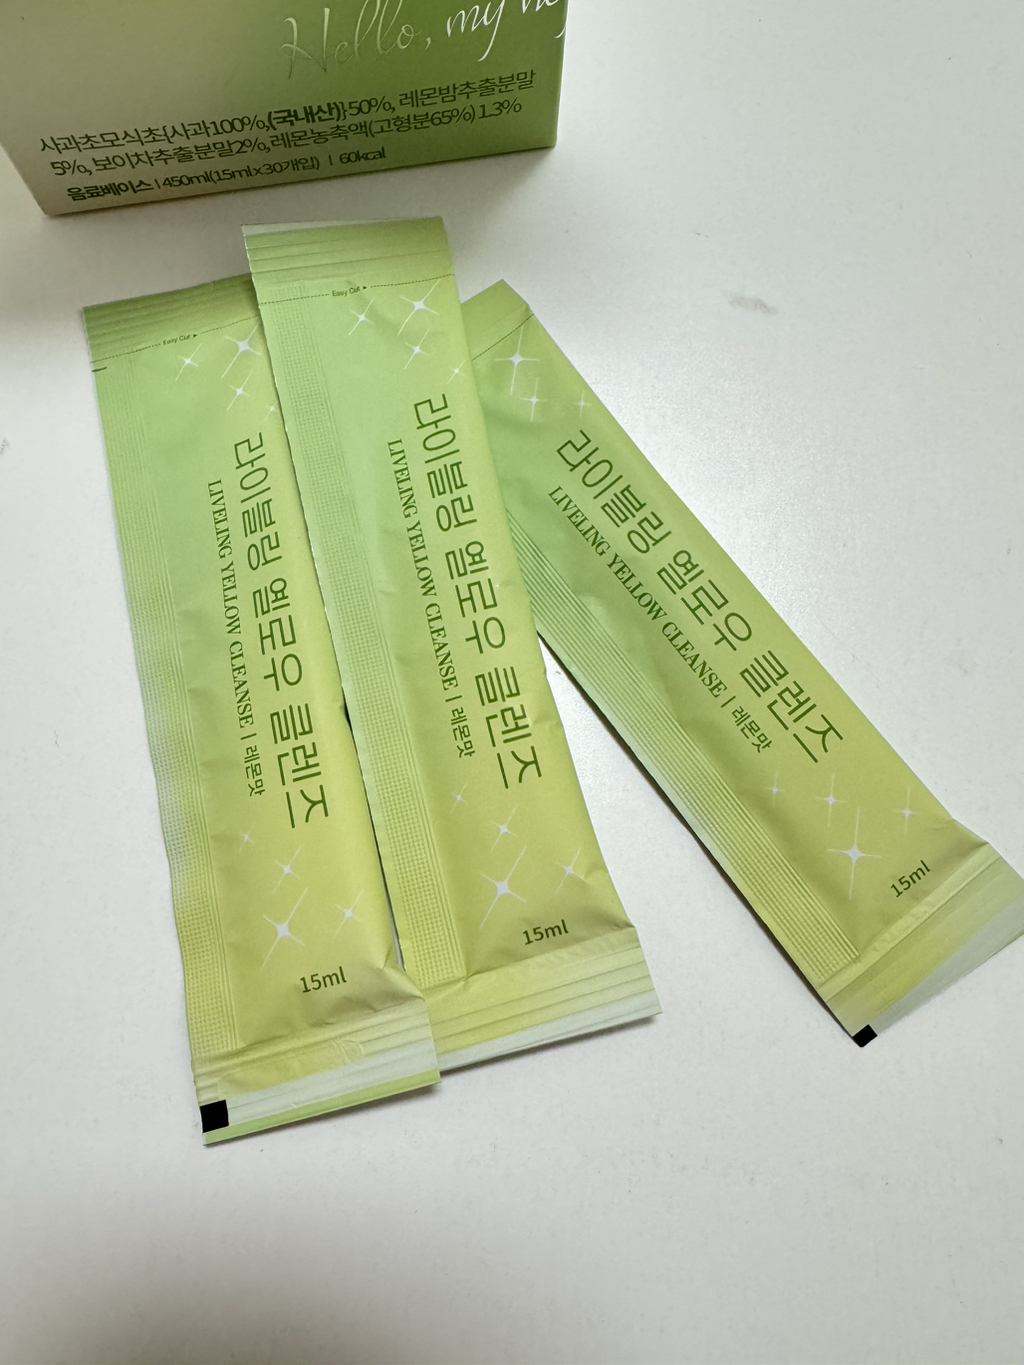 Hello, my
사과초모식초{사과100%,(국내산)}50%, 레몬밤추출분말
5%, 보이차추출분말2%, 레몬농축액(고형분65%) 1.3%
음료베이스 | 450ml(15mlx30개입) | 60kcal
Easy Cut
라이블링 옐로우 클렌즈
LIVELING YELLOW CLEANSE | 레몬맛
15ml
Easy Cut
라이블링 옐로우 클렌즈
LIVELING YELLOW CLEANSE | 레몬맛
15ml
라이블링 옐로우 클렌즈
LIVELING YELLOW CLEANSE | 레몬맛
15ml